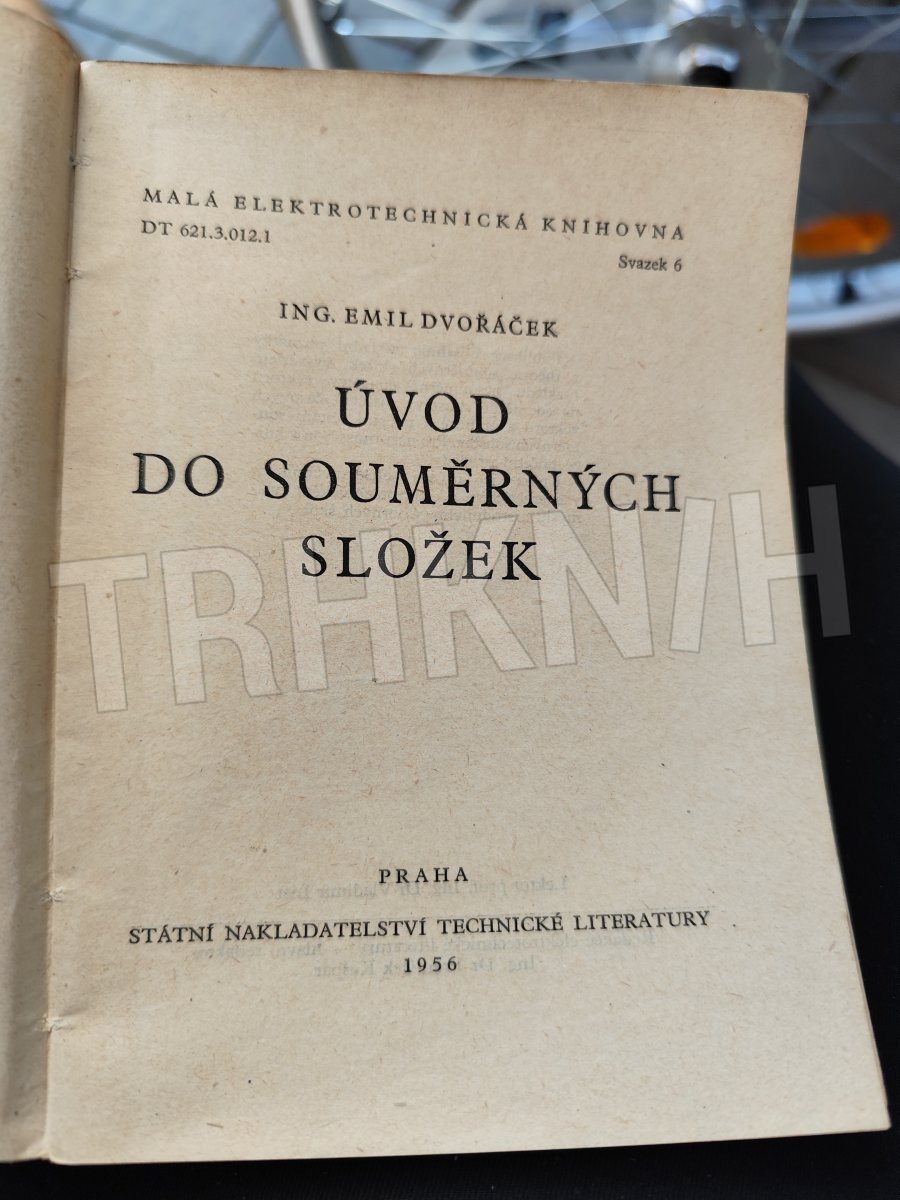 MALÁ ELEKTROTECHNICKÁ KNIHOVNA
DT 621.3.012.1
Svazek 6
ING. EMIL DVOŘÁČEK
ÚVOD
DO SOUMĚRNÝCH
SLOŽEK
TRHKNIH
PRAHA
STÁTNÍ NAKLADATELSTVÍ TECHNICKÉ LITERATURY
1956